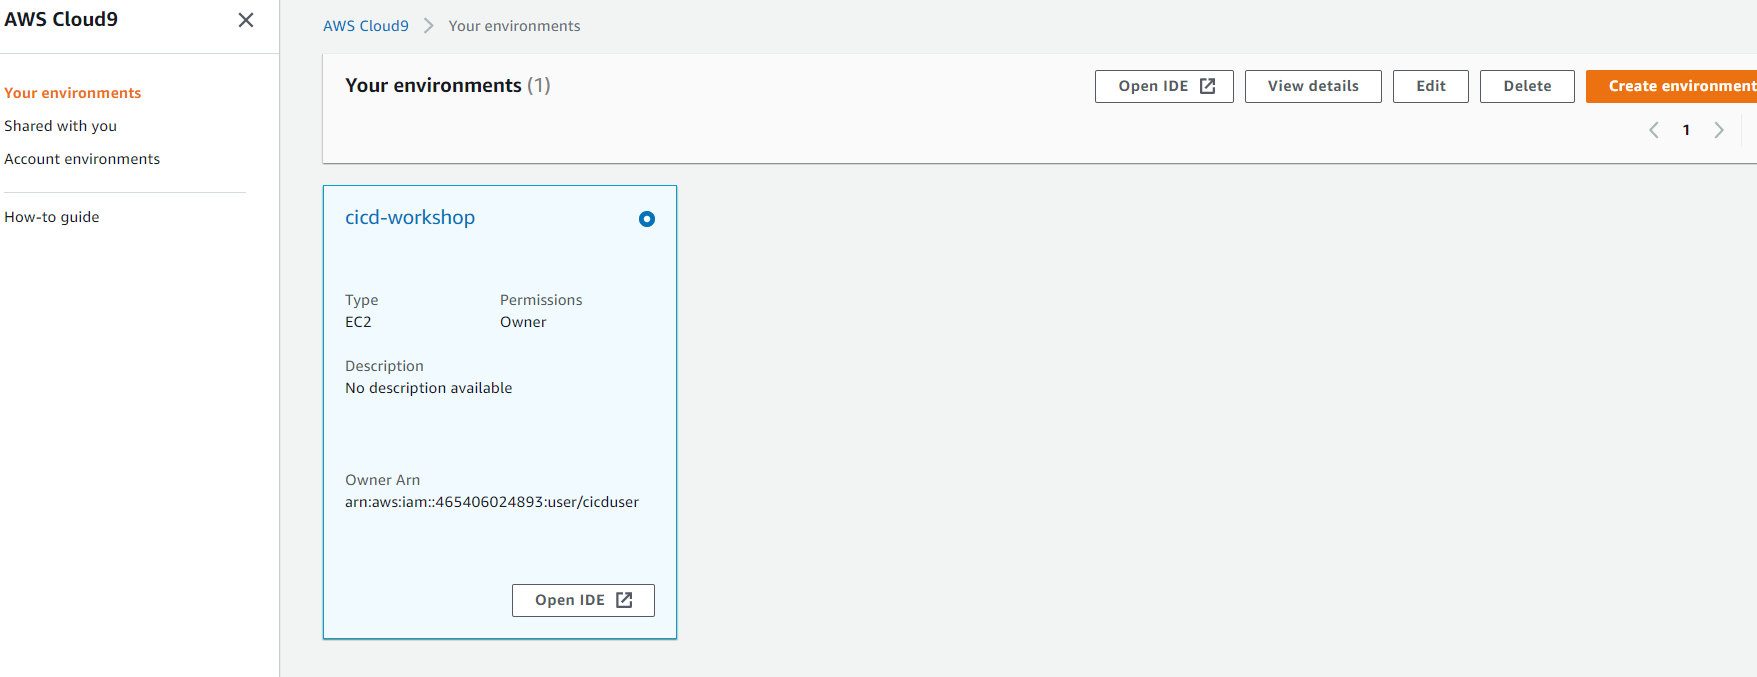 AWS Cloud9
Your environments
Shared with you
Account environments
How-to guide
AWS Cloud9 Your environments
Your environments (1)
Open IDE View details Edit Delete Create environment
1
cicd-workshop
Type Permissions
EC2 Owner
Description
No description available
Owner Arn
arn:aws:iam::465406024893:user/cicduser
Open IDE